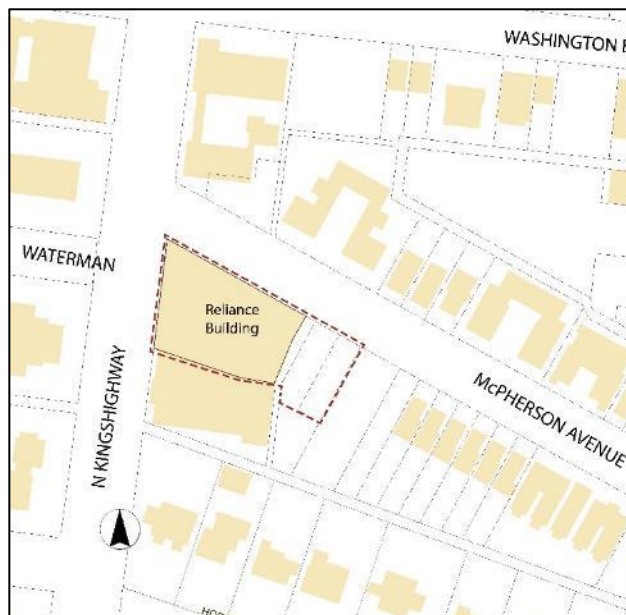 WASHINGTON B
WATERMAN
Reliance
Building
N KINGSHIGHWAY
McPHERSON AVENUE